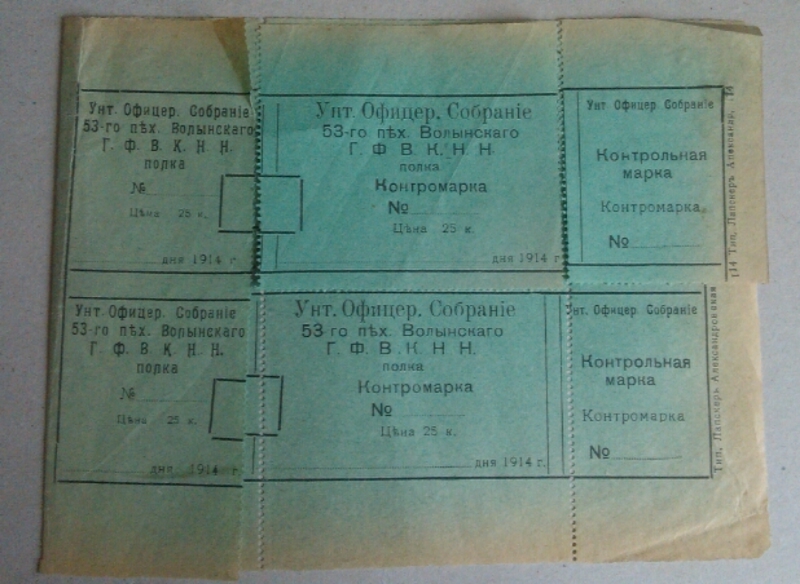 Унт. Офицер. Собраніе
53-го пѣх. Волынскаго
Г. Ф. В. К. Н. Н.
полка
№
Цѣна 25 к.
дня 1914 г
Унт. Офицер. Собраніе
53-го пѣх. Волынскаго
Г. Ф. В. К. Н. Н.
полка
Контромарка
№
Цѣна 25 к.
дня 1914 г.
Унт Офицер Собраніе
Контрольная
марка
Контромарка
№
Тип. Лапскеръ Александр.
Унт. Офицер. Собраніе
53-го пѣх. Волынскаго
Г. Ф. В. К. Н. Н.
полка
№
Цѣна 25 к.
дня 1914 г
Унт. Офицер. Собраніе
53-го пѣх. Волынскаго
Г. Ф. В. К. Н Н.
полка
Контромарка
№
Цѣна 25 к.
дня 1914 г.
Унт. Офицер Собраніе
Контрольная
марка
Контромарка
№
Тип. Лапскеръ Александровская